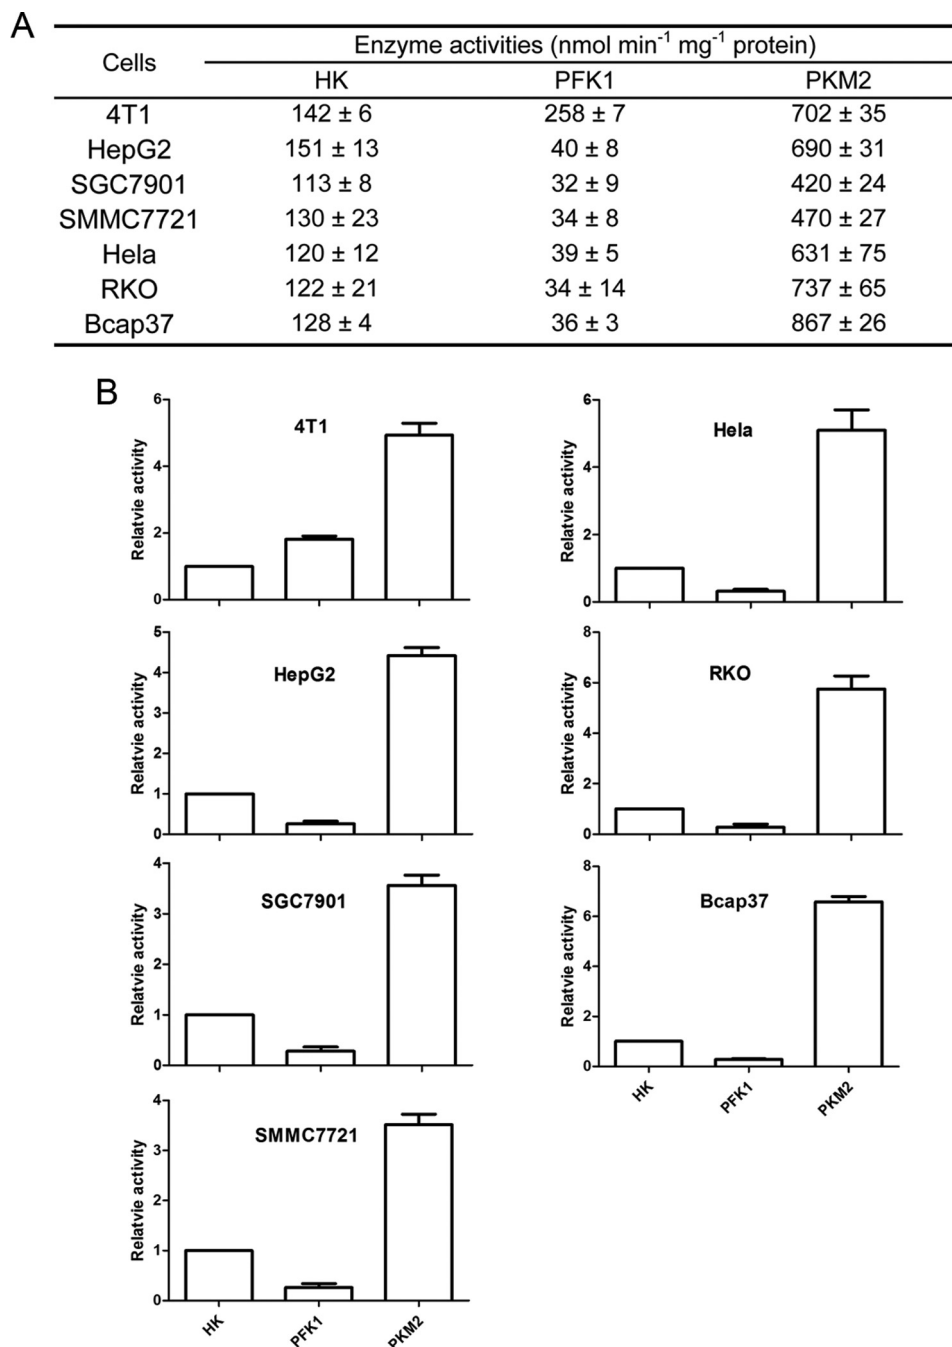 A
Cells
Enzyme activities (nmol min⁻¹ mg⁻¹ protein)
HK PFK1 PKM2
4T1 142 ± 6 258 ± 7 702 ± 35
HepG2 151 ± 13 40 ± 8 690 ± 31
SGC7901 113 ± 8 32 ± 9 420 ± 24
SMMC7721 130 ± 23 34 ± 8 470 ± 27
Hela 120 ± 12 39 ± 5 631 ± 75
RKO 122 ± 21 34 ± 14 737 ± 65
Bcap37 128 ± 4 36 ± 3 867 ± 26
B
4T1
Relatvie activity
6
4
2
0
Hela
Relatvie activity
6
4
2
0
HepG2
Relatvie activity
5
4
3
2
1
0
RKO
Relatvie activity
8
6
4
2
0
SGC7901
Relatvie activity
4
3
2
1
0
Bcap37
Relatvie activity
8
6
4
2
0
HK PFK1 PKM2
SMMC7721
Relatvie activity
4
3
2
1
0
HK PFK1 PKM2